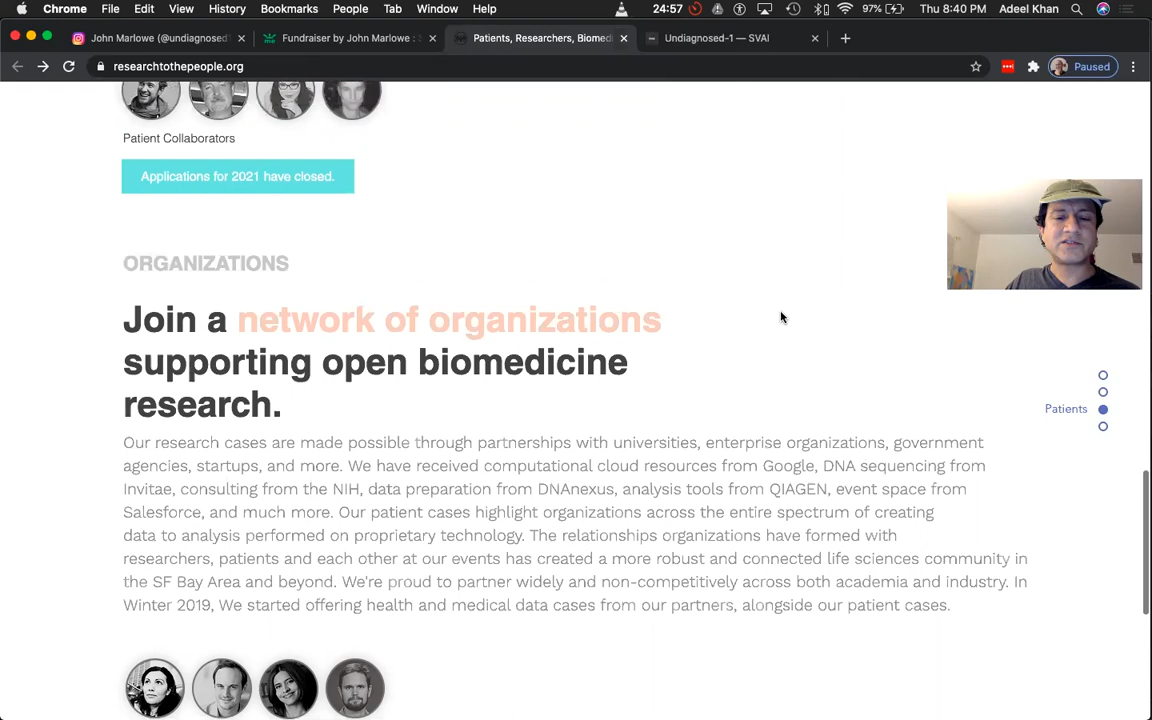 Chrome File Edit View History Bookmarks People Tab Window Help 24:57 97% Thu 8:40 PM Adeel Khan
John Marlowe (@undiagnosed Fundraiser by John Marlowe : S Patients, Researchers, Biomed Undiagnosed-1 — SVAI
researchtothepeople.org Paused
Patient Collaborators
Applications for 2021 have closed.
ORGANIZATIONS
Join a network of organizations
supporting open biomedicine
research.
Patients
Our research cases are made possible through partnerships with universities, enterprise organizations, government
agencies, startups, and more. We have received computational cloud resources from Google, DNA sequencing from
Invitae, consulting from the NIH, data preparation from DNAnexus, analysis tools from QIAGEN, event space from
Salesforce, and much more. Our patient cases highlight organizations across the entire spectrum of creating
data to analysis performed on proprietary technology. The relationships organizations have formed with
researchers, patients and each other at our events has created a more robust and connected life sciences community in
the SF Bay Area and beyond. We're proud to partner widely and non-competitively across both academia and industry. In
Winter 2019, We started offering health and medical data cases from our partners, alongside our patient cases.